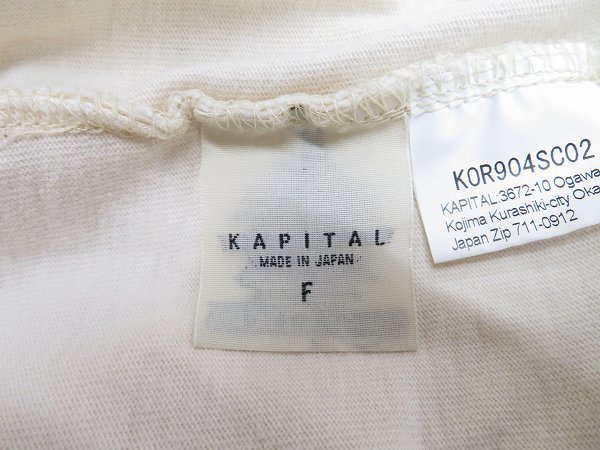 KAPITAL
MADE IN JAPAN
F
K0R904SC02
KAPITAL:3672-10 Ogawa
Kojima Kurashiki-city Oka
Japan Zip 711-0912